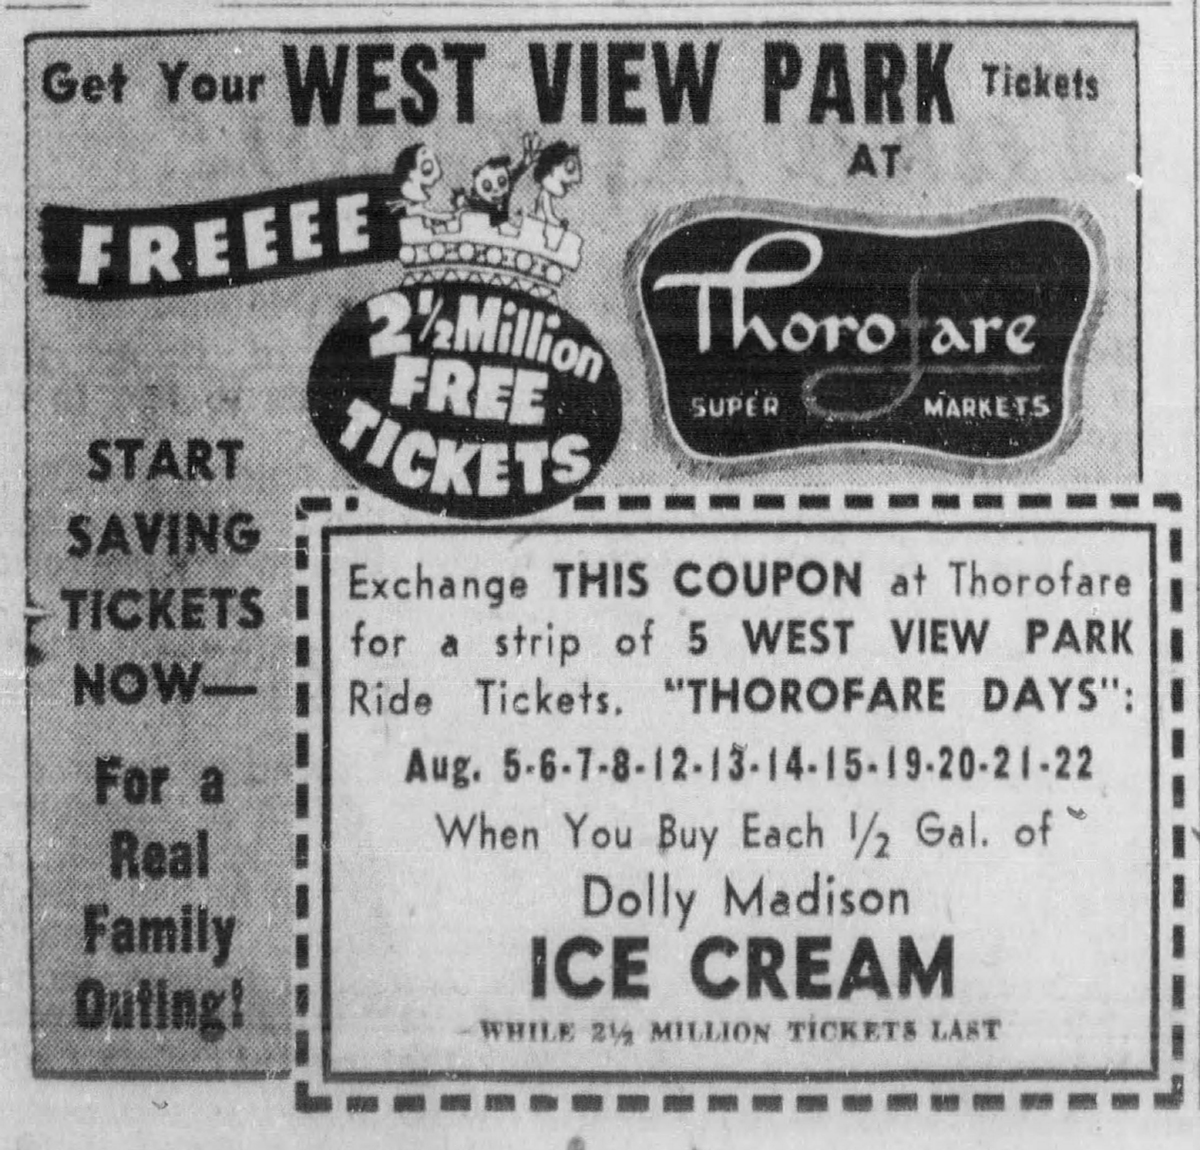 Get Your WEST VIEW PARK Tickets
AT
FREEEE
2½ Million
FREE
TICKETS
Thorofare
SUPER MARKETS
START
SAVING
TICKETS
NOW—
For a
Real
Family
Outing!
Exchange THIS COUPON at Thorofare
for a strip of 5 WEST VIEW PARK
Ride Tickets. "THOROFARE DAYS":
Aug. 5-6-7-8-12-13-14-15-19-20-21-22
When You Buy Each 1/2 Gal. of
Dolly Madison
ICE CREAM
WHILE 2½ MILLION TICKETS LAST